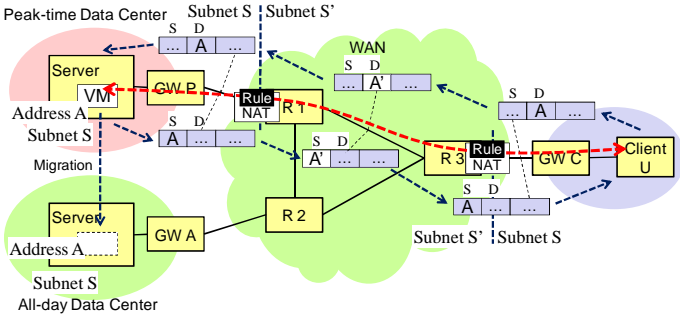 Peak-time Data Center
Subnet S
Subnet S’
S D
... A ...
WAN
Server
VM
GW P
S D
... A’ ...
S D
... A ...
Rule
NAT
R 1
Address A
Subnet S
S D
A ... ...
S D
A’ ... ...
Rule
NAT
R 3
GW C
Client
U
Migration
S D
A ... ...
Server
Address A
GW A
R 2
Subnet S’
Subnet S
Subnet S
All-day Data Center